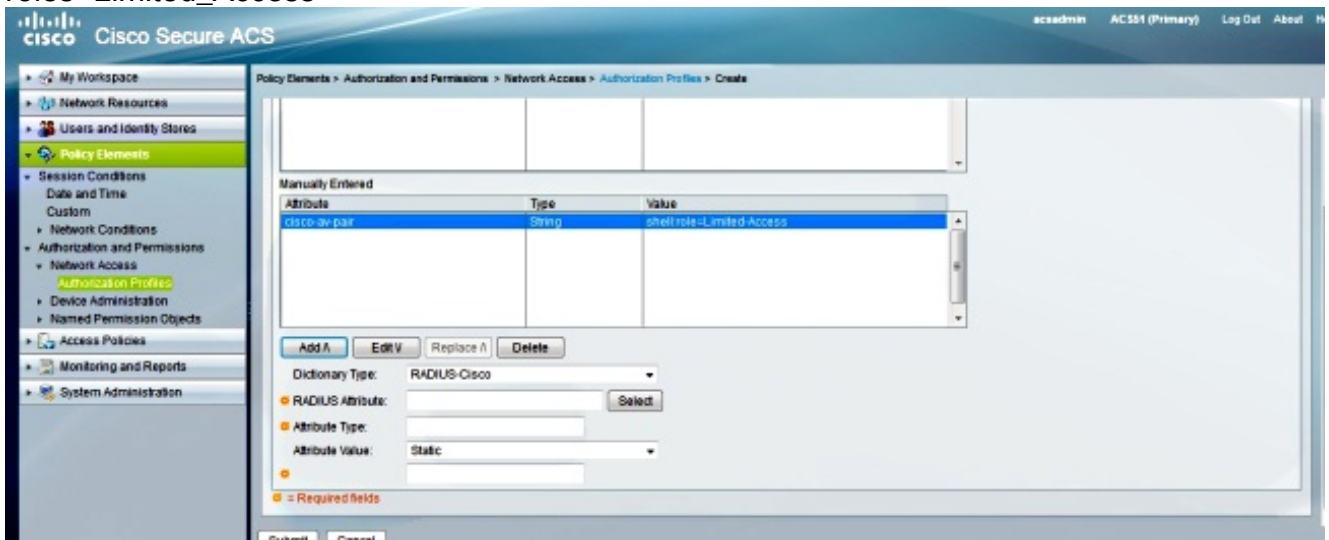 roles=Limited_Access
acsadmin ACS51 (Primary) Log Out About
cisco Cisco Secure ACS
My Workspace
Network Resources
Users and Identity Stores
Policy Elements
Session Conditions
Date and Time
Custom
Network Conditions
Authorization and Permissions
Network Access
Authorization Profiles
Device Administration
Named Permission Objects
Access Policies
Monitoring and Reports
System Administration
Policy Elements > Authorization and Permissions > Network Access > Authorization Profiles > Create
Manually Entered
Attribute Type Value
cisco-av-pair String shell:role=Limited-Access
Add Λ Edit V Replace Λ Delete
Dictionary Type: RADIUS-Cisco
RADIUS Attribute: Select
Attribute Type:
Attribute Value: Static
= Required fields
Submit Cancel